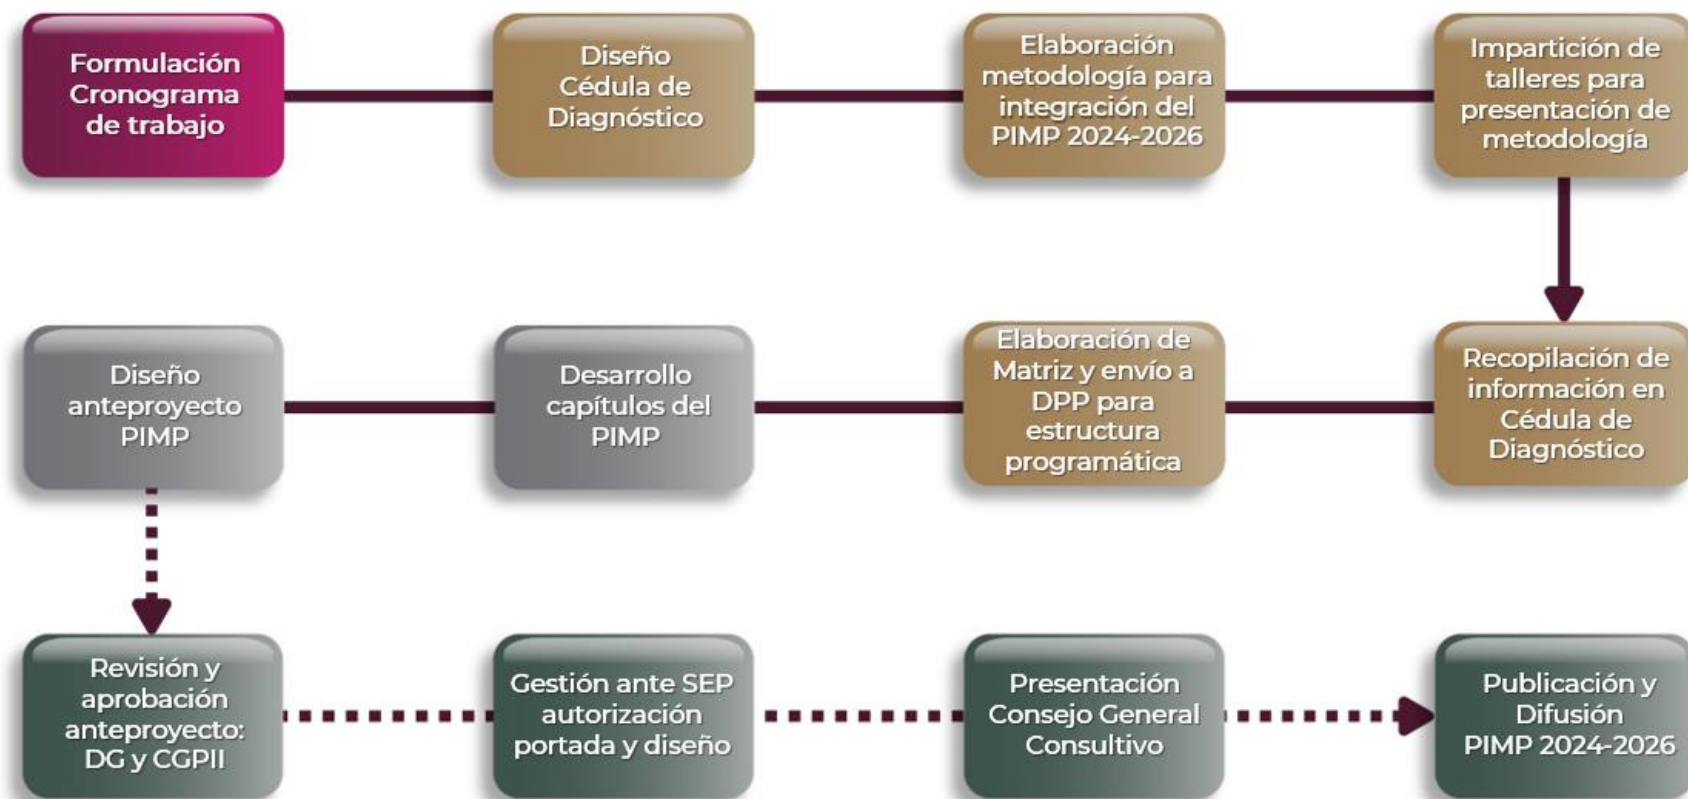 Formulación
Cronograma
de trabajo
Diseño
Cédula de
Diagnóstico
Elaboración
metodología para
integración del
PIMP 2024-2026
Impartición de
talleres para
presentación de
metodología
Diseño
anteproyecto
PIMP
Desarrollo
capítulos del
PIMP
Elaboración de
Matriz y envío a
DPP para
estructura
programática
Recopilación de
información en
Cédula de
Diagnóstico
Revisión y
aprobación
anteproyecto:
DG y CGPII
Gestión ante SEP
autorización
portada y diseño
Presentación
Consejo General
Consultivo
Publicación y
Difusión
PIMP 2024-2026